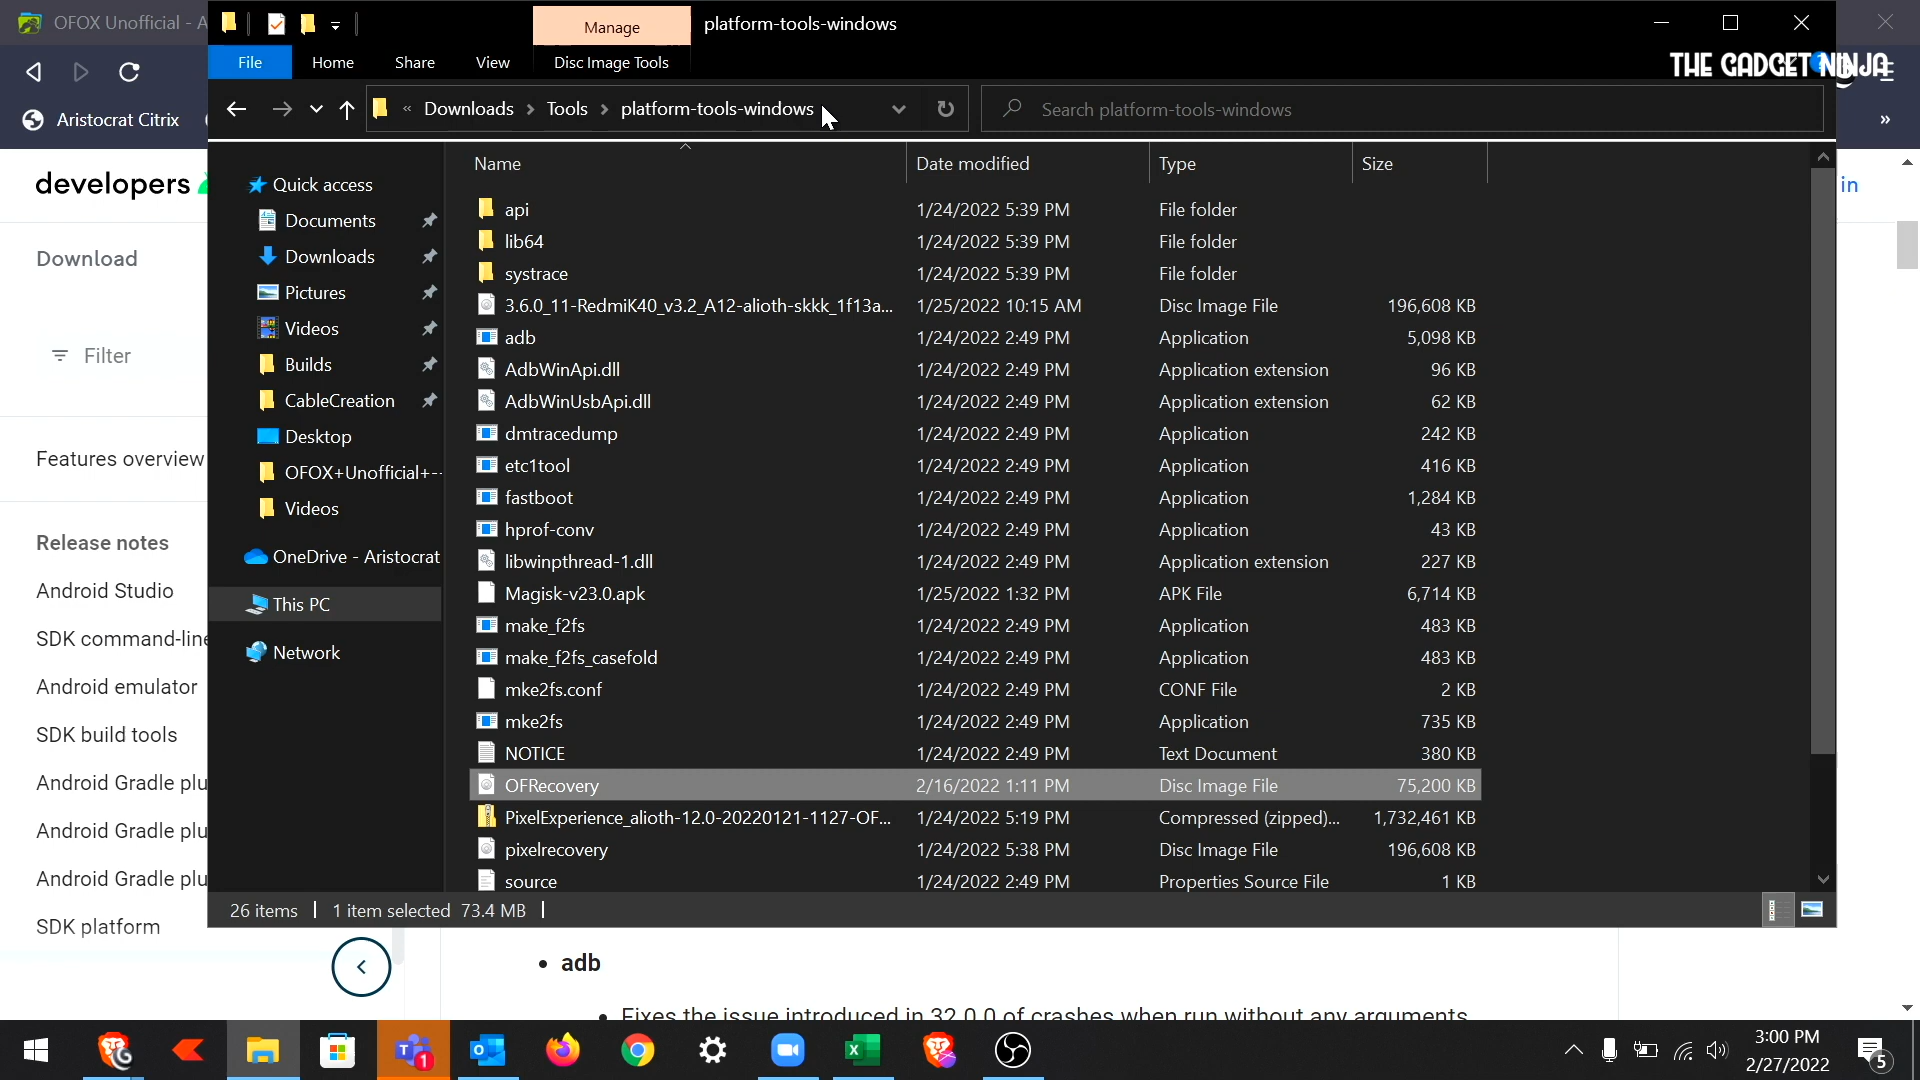 OFOX Unofficial - A
Manage
platform-tools-windows
File
Home
Share
View
Disc Image Tools
THE GADGET NINJA
« Downloads > Tools > platform-tools-windows
Search platform-tools-windows
Aristocrat Citrix
»
developers
in
Download
Filter
Features overview
Release notes
Android Studio
SDK command-line
Android emulator
SDK build tools
Android Gradle plu
Android Gradle plu
Android Gradle plu
SDK platform
Quick access
Documents
Downloads
Pictures
Videos
Builds
CableCreation
Desktop
OFOX+Unofficial+--
Videos
OneDrive - Aristocrat
This PC
Network
Name Date modified Type Size
api 1/24/2022 5:39 PM File folder
lib64 1/24/2022 5:39 PM File folder
systrace 1/24/2022 5:39 PM File folder
3.6.0_11-RedmiK40_v3.2_A12-alioth-skkk_1f13a... 1/25/2022 10:15 AM Disc Image File 196,608 KB
adb 1/24/2022 2:49 PM Application 5,098 KB
AdbWinApi.dll 1/24/2022 2:49 PM Application extension 96 KB
AdbWinUsbApi.dll 1/24/2022 2:49 PM Application extension 62 KB
dmtracedump 1/24/2022 2:49 PM Application 242 KB
etc1tool 1/24/2022 2:49 PM Application 416 KB
fastboot 1/24/2022 2:49 PM Application 1,284 KB
hprof-conv 1/24/2022 2:49 PM Application 43 KB
libwinpthread-1.dll 1/24/2022 2:49 PM Application extension 227 KB
Magisk-v23.0.apk 1/25/2022 1:32 PM APK File 6,714 KB
make_f2fs 1/24/2022 2:49 PM Application 483 KB
make_f2fs_casefold 1/24/2022 2:49 PM Application 483 KB
mke2fs.conf 1/24/2022 2:49 PM CONF File 2 KB
mke2fs 1/24/2022 2:49 PM Application 735 KB
NOTICE 1/24/2022 2:49 PM Text Document 380 KB
OFRecovery 2/16/2022 1:11 PM Disc Image File 75,200 KB
PixelExperience_alioth-12.0-20220121-1127-OF... 1/24/2022 5:19 PM Compressed (zipped)... 1,732,461 KB
pixelrecovery 1/24/2022 5:38 PM Disc Image File 196,608 KB
source 1/24/2022 2:49 PM Properties Source File 1 KB
26 items 1 item selected 73.4 MB
• adb
• Fixes the issue introduced in 32.0.0 of crashes when run without any arguments
1
3:00 PM
2/27/2022
5